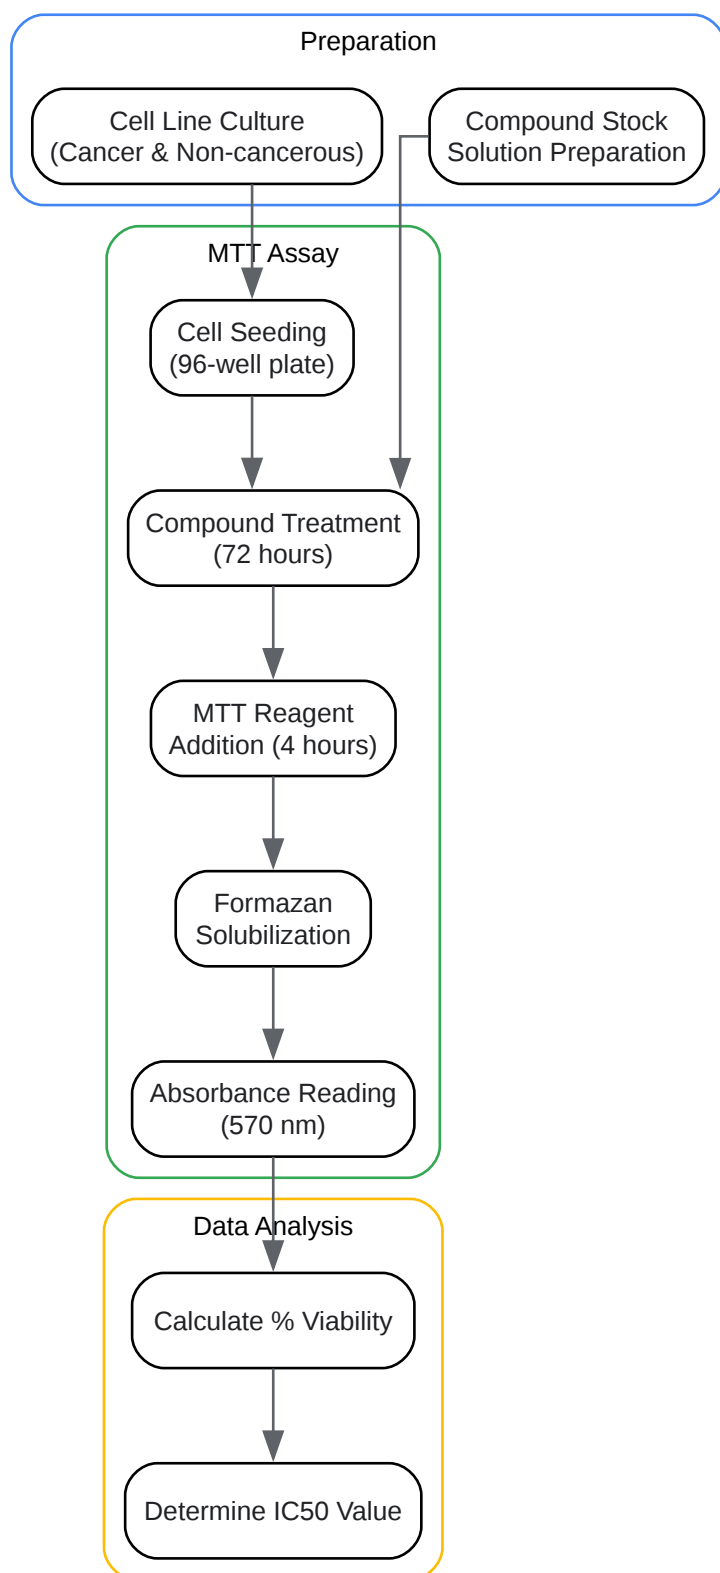 Preparation
Cell Line Culture
(Cancer & Non-cancerous)
Compound Stock
Solution Preparation
MTT Assay
Cell Seeding
(96-well plate)
Compound Treatment
(72 hours)
MTT Reagent
Addition (4 hours)
Formazan
Solubilization
Absorbance Reading
(570 nm)
Data Analysis
Calculate % Viability
Determine IC50 Value